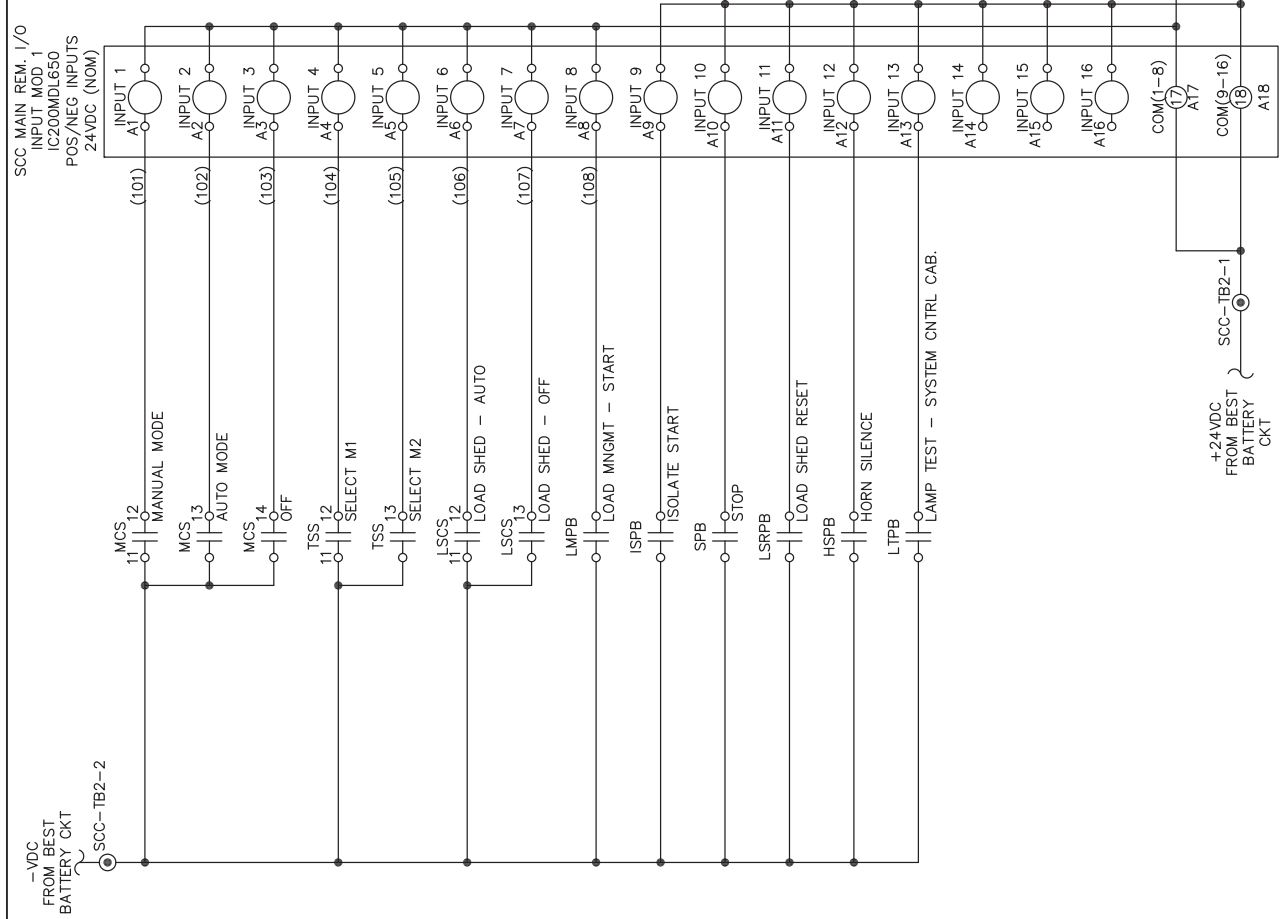 SCC MAIN REM. I/O
INPUT MOD 1
IC200MDL650
POS/NEG INPUTS
24VDC (NOM)
-VDC
FROM BEST
BATTERY CKT
SCC-TB2-2
11 MCS 12
MANUAL MODE
(101)
A1 INPUT 1
MCS 13
AUTO MODE
(102)
A2 INPUT 2
MCS 14
OFF
(103)
A3 INPUT 3
11 TSS 12
SELECT M1
(104)
A4 INPUT 4
TSS 13
SELECT M2
(105)
A5 INPUT 5
11 LSCS 12
LOAD SHED - AUTO
(106)
A6 INPUT 6
LSCS 13
LOAD SHED - OFF
(107)
A7 INPUT 7
LMPB
LOAD MNGMT - START
(108)
A8 INPUT 8
ISPB
ISOLATE START
A9 INPUT 9
SPB
STOP
A10 INPUT 10
LSRPB
LOAD SHED RESET
A11 INPUT 11
HSPB
HORN SILENCE
A12 INPUT 12
LTPB
LAMP TEST - SYSTEM CNTRL CAB.
A13 INPUT 13
A14 INPUT 14
A15 INPUT 15
A16 INPUT 16
COM(1-8)
17
A17
COM(9-16)
18
A18
SCC-TB2-1
+24VDC
FROM BEST
BATTERY
CKT